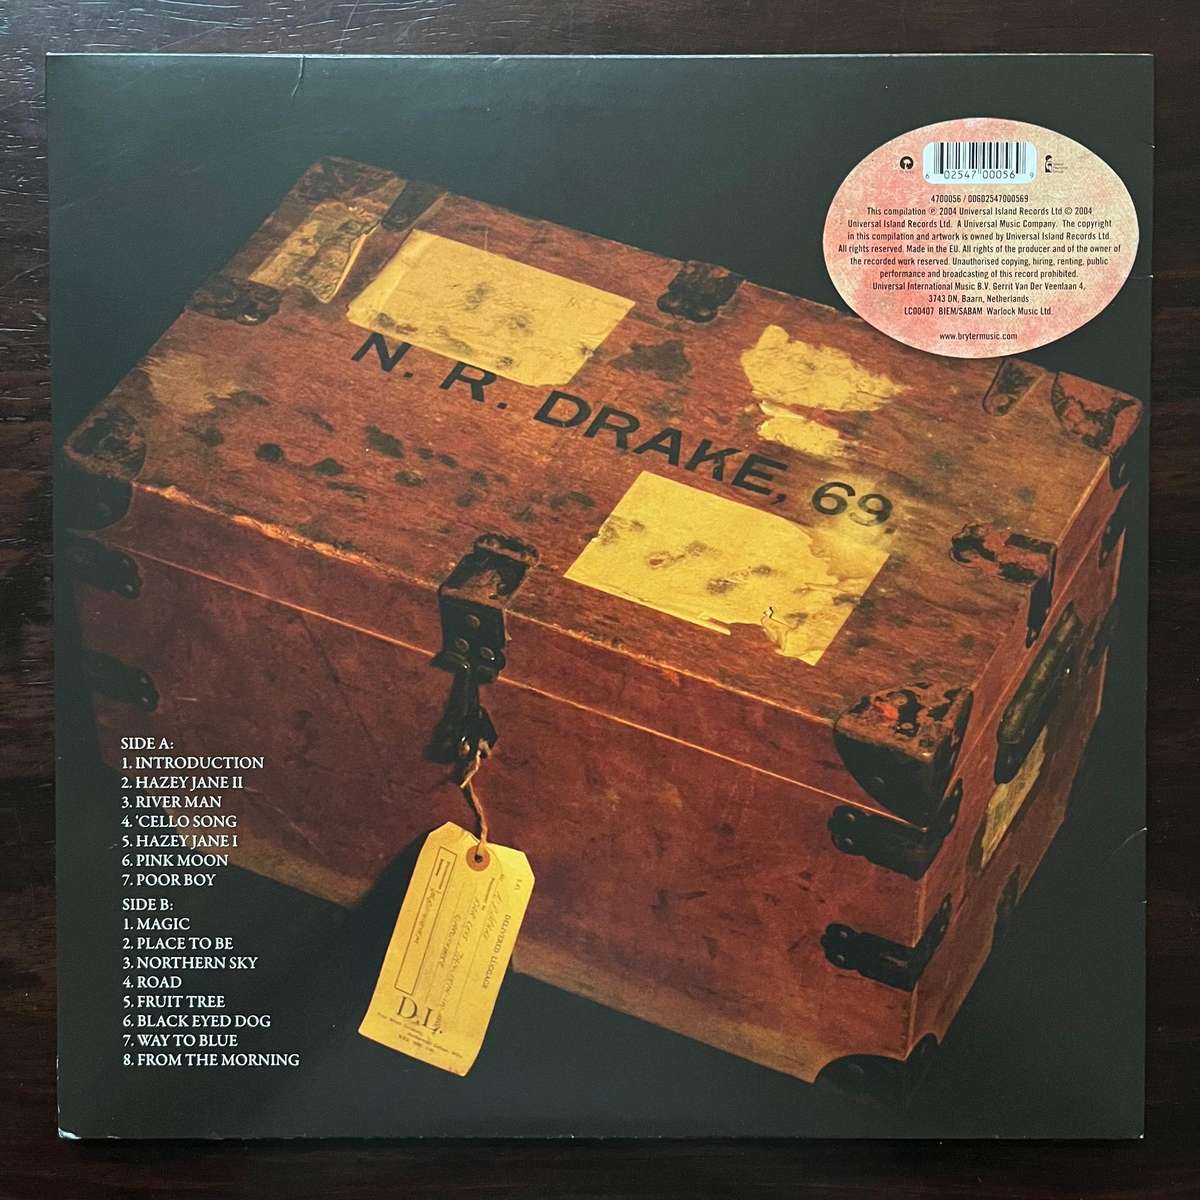 6 02547 00056 9
4700056 / 00602547000569
This compilation ℗ 2004 Universal Island Records Ltd © 2004
Universal Island Records Ltd. A Universal Music Company. The copyright
in this compilation and artwork is owned by Universal Island Records Ltd.
All rights reserved. Made in the EU. All rights of the producer and of the owner of
the recorded work reserved. Unauthorised copying, hiring, renting, public
performance and broadcasting of this record prohibited.
Universal International Music B.V. Gerrit Van Der Veenlaan 4,
3743 DN, Baarn, Netherlands
LC00407 BIEM/SABAM Warlock Music Ltd.
www.brytermusic.com
N. R. DRAKE, 69
SIDE A:
1. INTRODUCTION
2. HAZEY JANE II
3. RIVER MAN
4. 'CELLO SONG
5. HAZEY JANE I
6. PINK MOON
7. POOR BOY
SIDE B:
1. MAGIC
2. PLACE TO BE
3. NORTHERN SKY
4. ROAD
5. FRUIT TREE
6. BLACK EYED DOG
7. WAY TO BLUE
8. FROM THE MORNING
DELIVERED LUGGAGE
D.L.